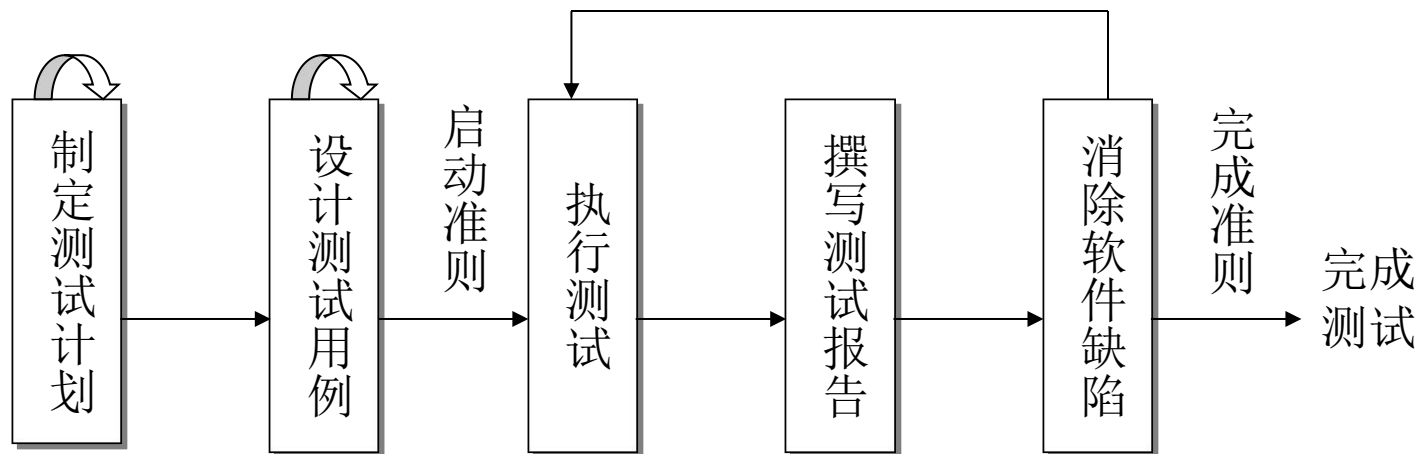 制定测试计划
设计测试用例
启动准则
执行测试
撰写测试报告
消除软件缺陷
完成准则
完成
测试